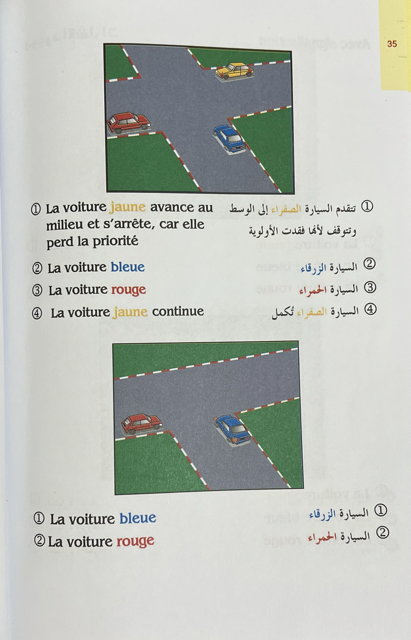 35
① La voiture jaune avance au
milieu et s'arrête, car elle
perd la priorité
① تتقدم السيارة الصفراء إلى الوسط
وتتوقف لأنها فقدت الأولوية
② La voiture bleue
② السيارة الزرقاء
③ La voiture rouge
③ السيارة الحمراء
④ La voiture jaune continue
④ السيارة الصفراء تُكمل
① La voiture bleue
① السيارة الزرقاء
② La voiture rouge
② السيارة الحمراء